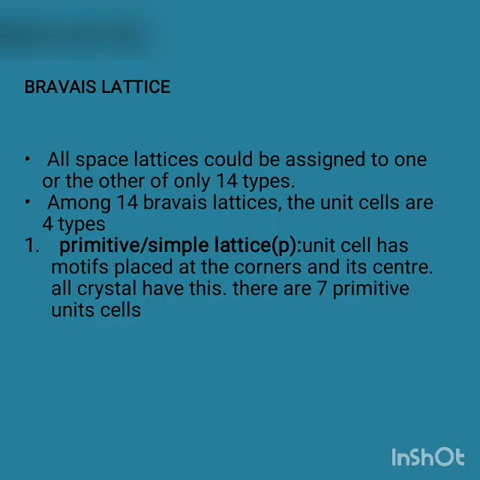 BRAVAIS LATTICE
• All space lattices could be assigned to one
or the other of only 14 types.
• Among 14 bravais lattices, the unit cells are
4 types
1. primitive/simple lattice(p):unit cell has
motifs placed at the corners and its centre.
all crystal have this. there are 7 primitive
units cells
InShOt